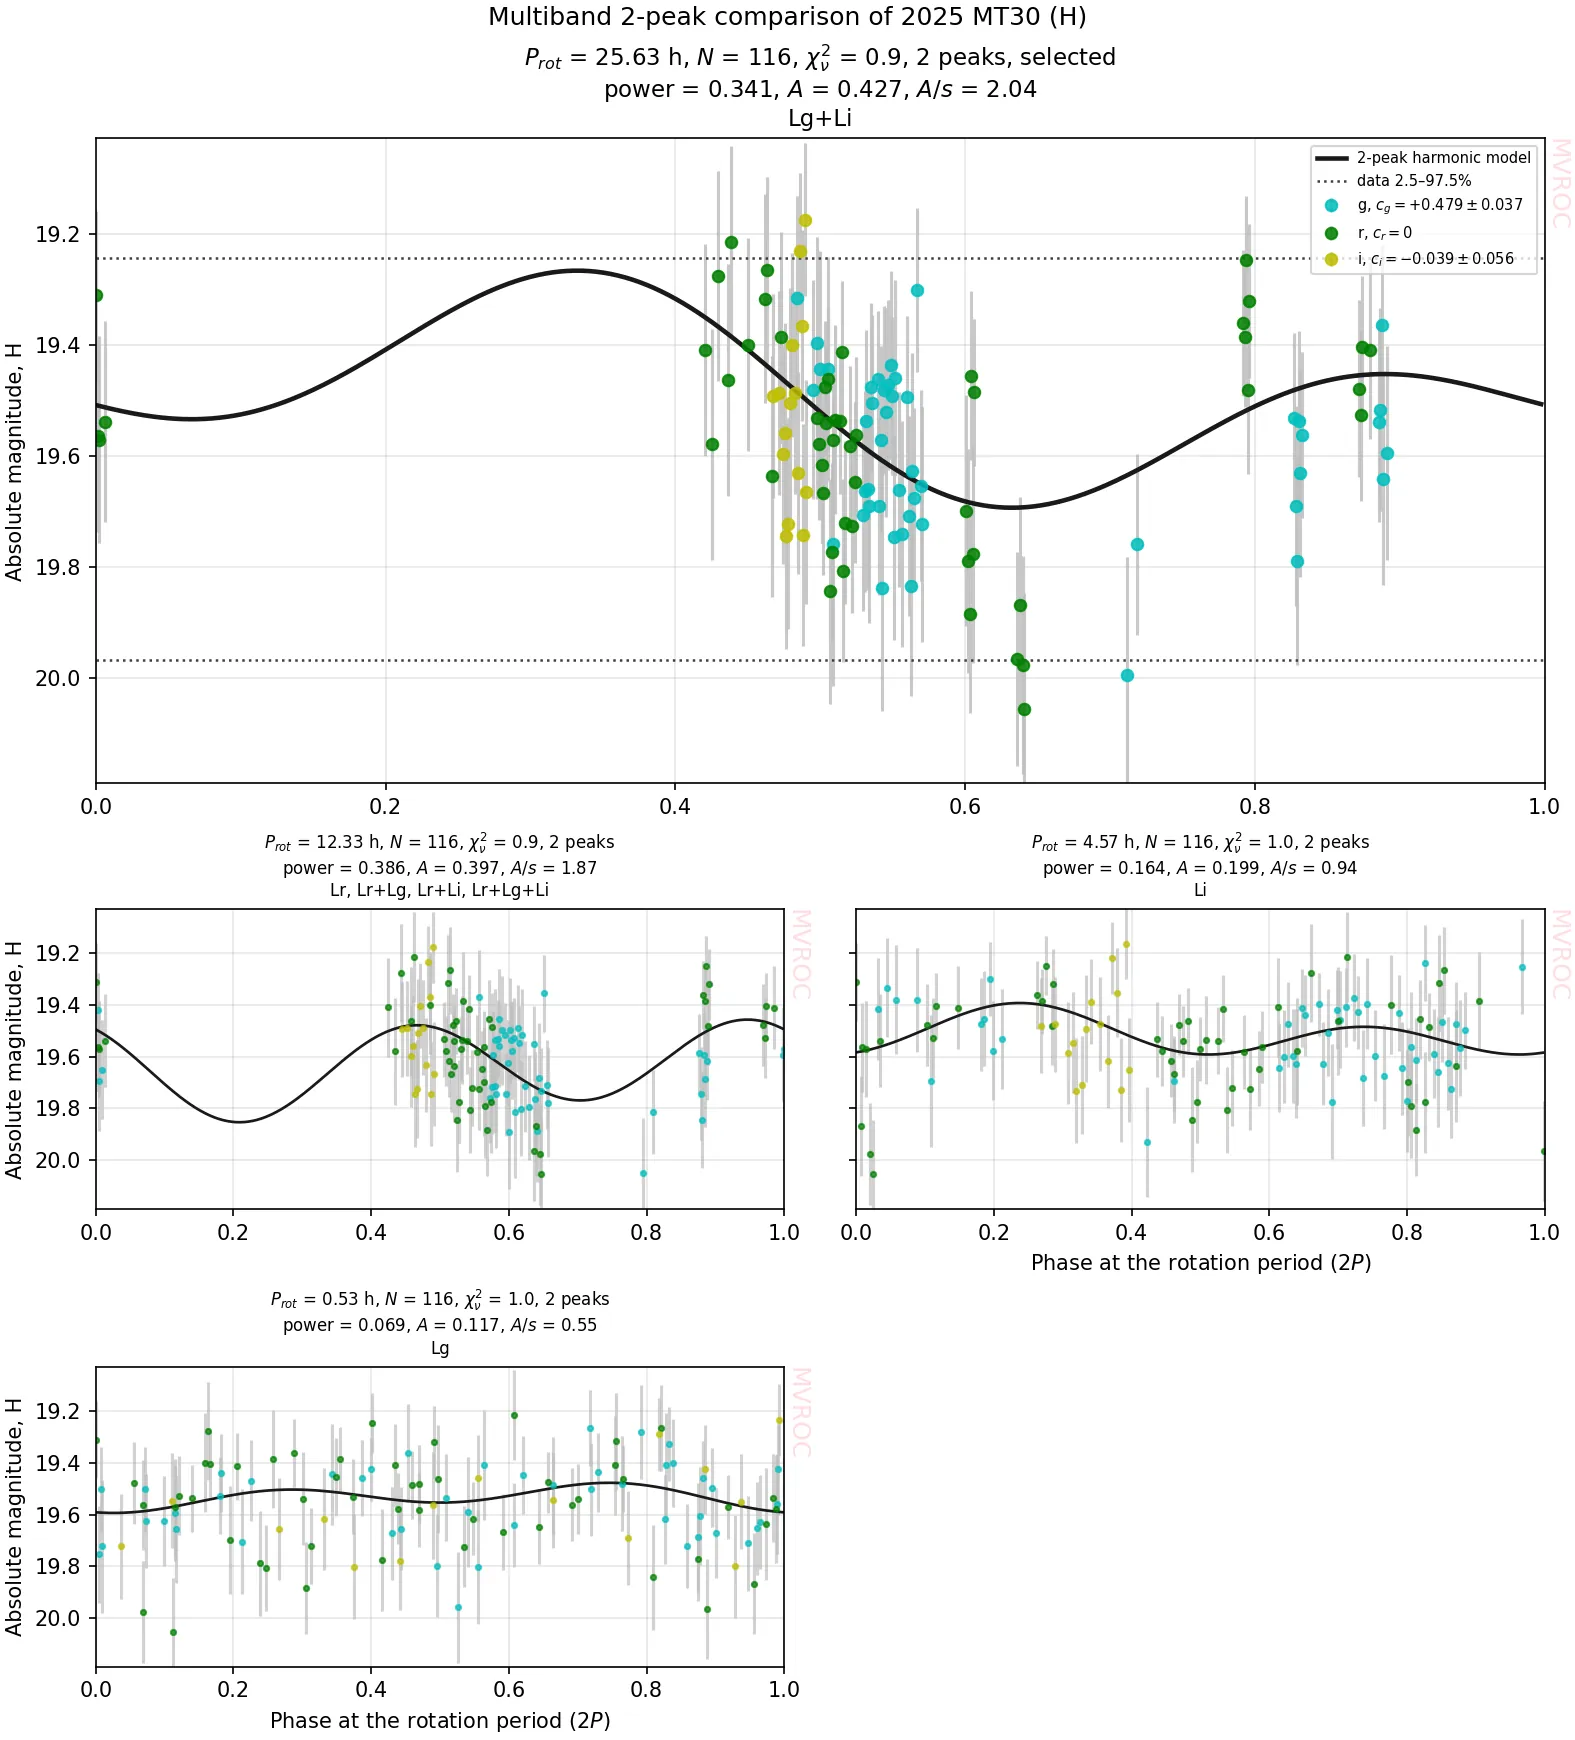 Multiband 2-peak comparison of 2025 MT30 (H)
P_rot = 25.63 h, N = 116, χ²_ν = 0.9, 2 peaks, selected
power = 0.341, A = 0.427, A/s = 2.04
Lg+Li
MVROC
2-peak harmonic model
data 2.5–97.5%
g, c_g = +0.479 ± 0.037
r, c_r = 0
i, c_i = −0.039 ± 0.056
Absolute magnitude, H
19.2
19.4
19.6
19.8
20.0
0.0 0.2 0.4 0.6 0.8 1.0
P_rot = 12.33 h, N = 116, χ²_ν = 0.9, 2 peaks
power = 0.386, A = 0.397, A/s = 1.87
Lr, Lr+Lg, Lr+Li, Lr+Lg+Li
MVROC
Absolute magnitude, H
19.2
19.4
19.6
19.8
20.0
0.0 0.2 0.4 0.6 0.8 1.0
P_rot = 4.57 h, N = 116, χ²_ν = 1.0, 2 peaks
power = 0.164, A = 0.199, A/s = 0.94
Li
MVROC
0.0 0.2 0.4 0.6 0.8 1.0
Phase at the rotation period (2P)
P_rot = 0.53 h, N = 116, χ²_ν = 1.0, 2 peaks
power = 0.069, A = 0.117, A/s = 0.55
Lg
MVROC
Absolute magnitude, H
19.2
19.4
19.6
19.8
20.0
0.0 0.2 0.4 0.6 0.8 1.0
Phase at the rotation period (2P)